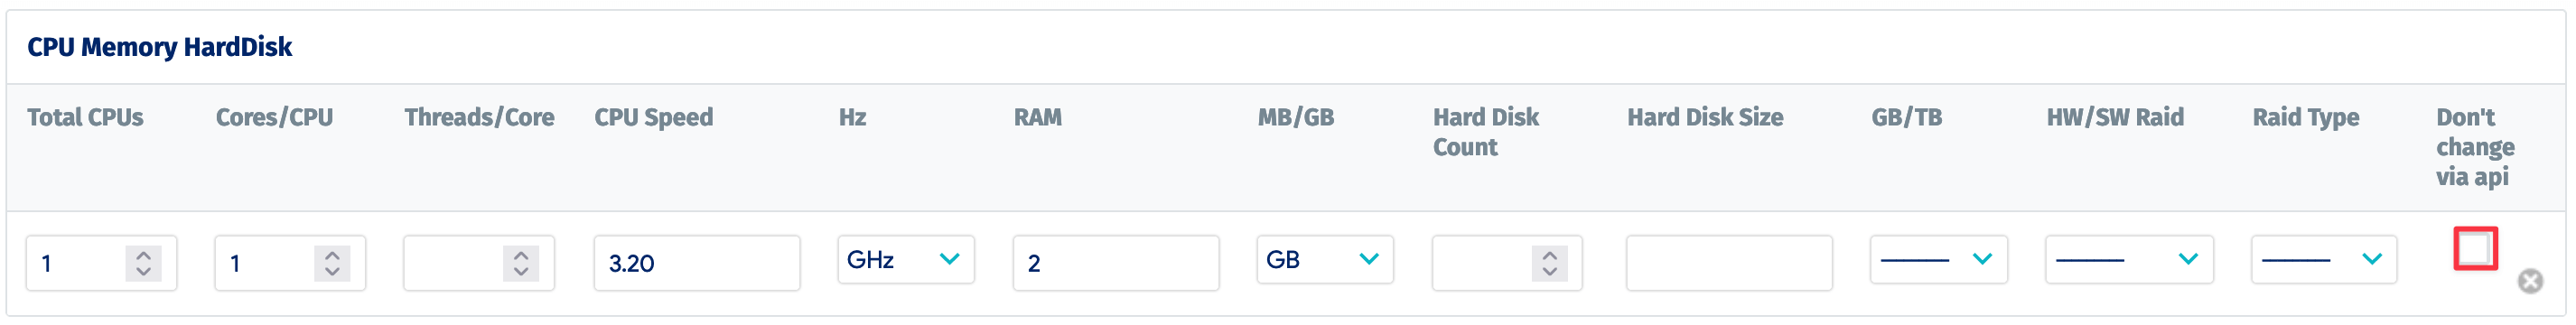 CPU Memory HardDisk
Total CPUs Cores/CPU Threads/Core CPU Speed Hz RAM MB/GB Hard Disk Count Hard Disk Size GB/TB HW/SW Raid Raid Type Don't change via api
1 1 3.20 GHz 2 GB --------- --------- ---------